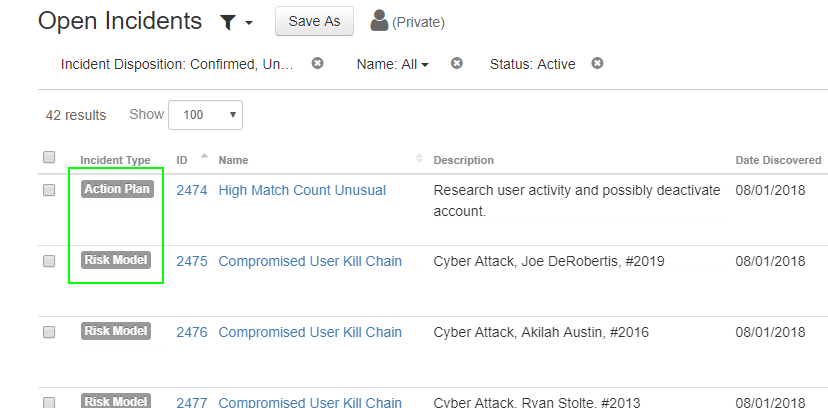 Open Incidents Save As (Private)
Incident Disposition: Confirmed, Un... Name: All Status: Active
42 results Show 100
Incident Type ID Name Description Date Discovered
Action Plan 2474 High Match Count Unusual Research user activity and possibly deactivate 08/01/2018
account.
Risk Model 2475 Compromised User Kill Chain Cyber Attack, Joe DeRobertis, #2019 08/01/2018
Risk Model 2476 Compromised User Kill Chain Cyber Attack, Akilah Austin, #2016 08/01/2018
Risk Model 2477 Compromised User Kill Chain Cyber Attack, Ryan Stolte, #2013 08/01/2018